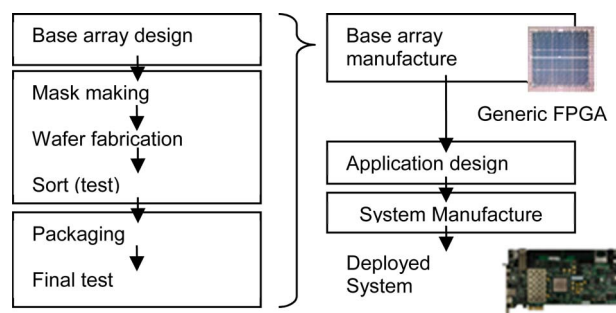 Base array design
Mask making
Wafer fabrication
Sort (test)
Packaging
Final test
Base array
manufacture
Generic FPGA
Application design
System Manufacture
Deployed
System